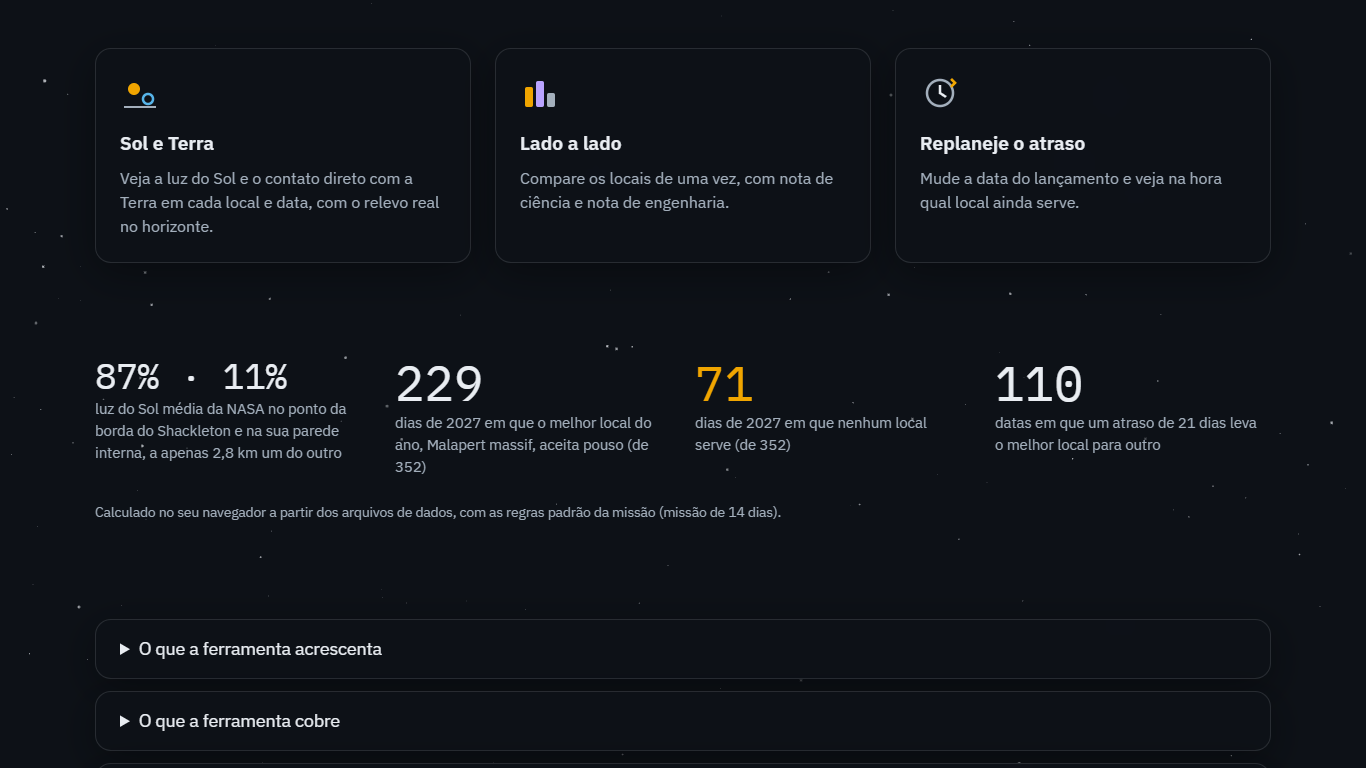 Sol e Terra
Veja a luz do Sol e o contato direto com a
Terra em cada local e data, com o relevo real
no horizonte.
Lado a lado
Compare os locais de uma vez, com nota de
ciência e nota de engenharia.
Replaneje o atraso
Mude a data do lançamento e veja na hora
qual local ainda serve.
87% · 11%
luz do Sol média da NASA no ponto da
borda do Shackleton e na sua parede
interna, a apenas 2,8 km um do outro
229
dias de 2027 em que o melhor local do
ano, Malapert massif, aceita pouso (de
352)
71
dias de 2027 em que nenhum local
serve (de 352)
110
datas em que um atraso de 21 dias leva
o melhor local para outro
Calculado no seu navegador a partir dos arquivos de dados, com as regras padrão da missão (missão de 14 dias).
O que a ferramenta acrescenta
O que a ferramenta cobre